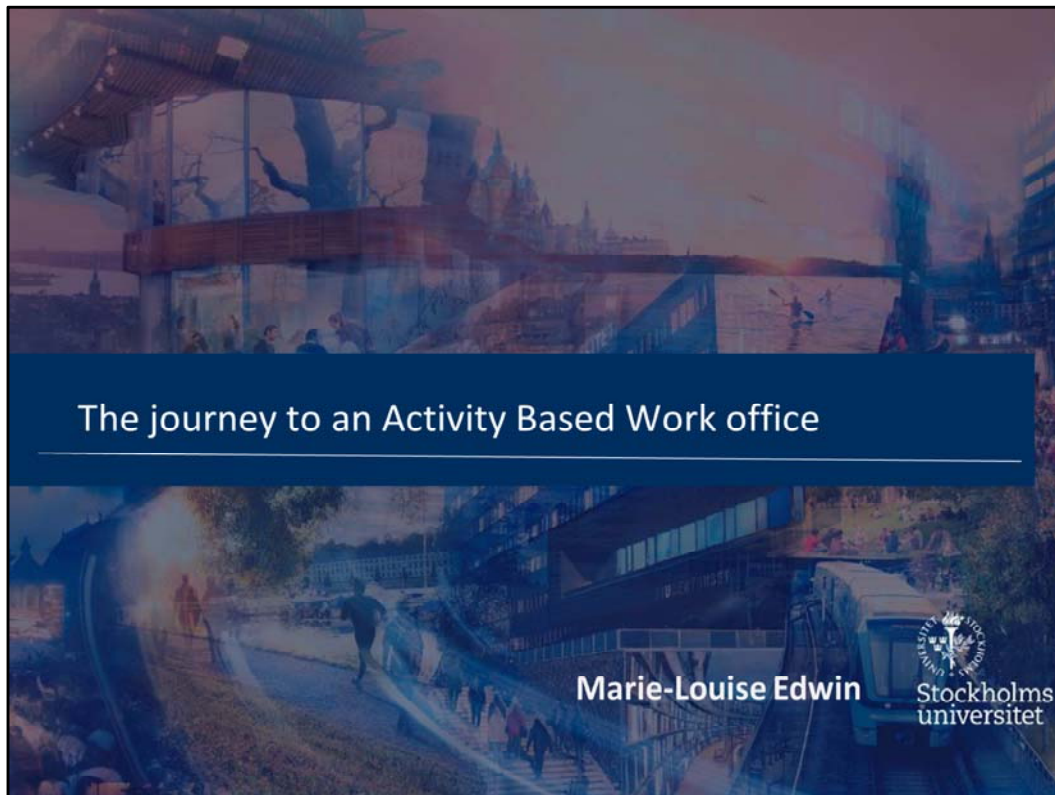 The journey to an Activity Based Work office
Marie-Louise Edwin
Stockholms
universitet